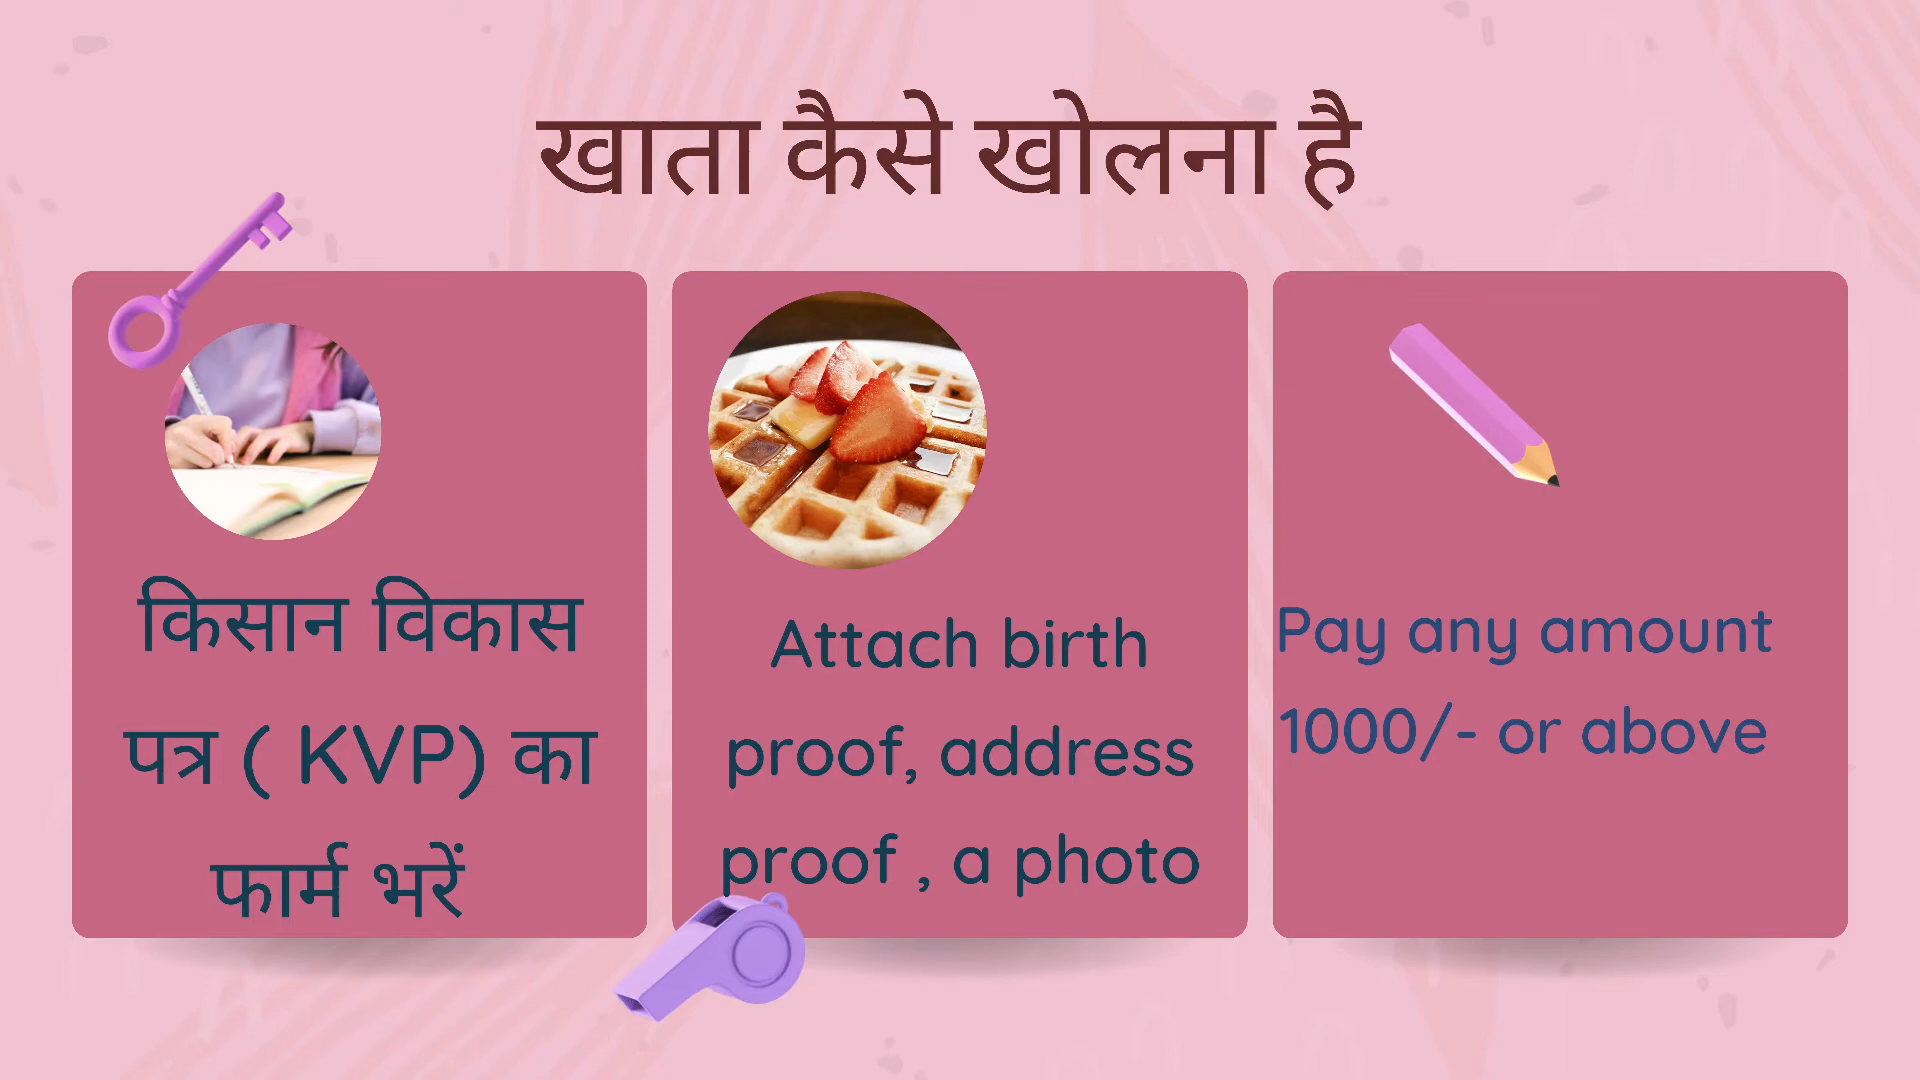 खाता कैसे खोलना है
किसान विकास
पत्र ( KVP) का
फार्म भरें
Attach birth
proof, address
proof , a photo
Pay any amount
1000/- or above